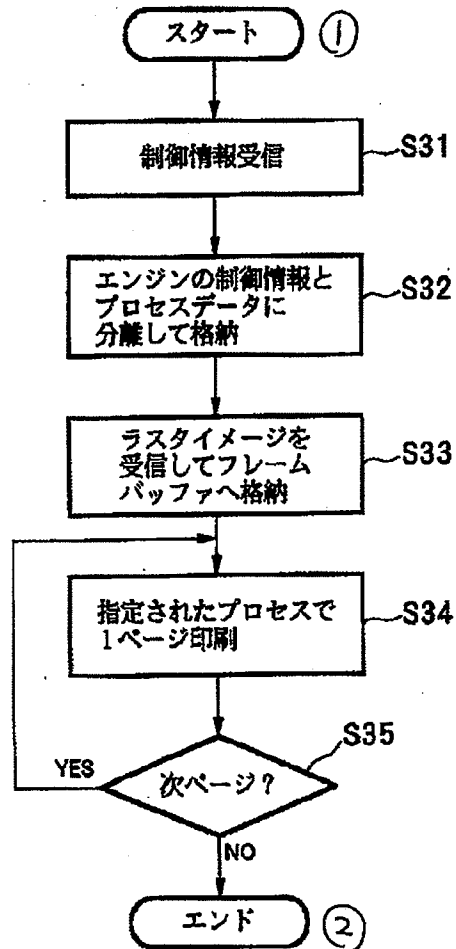 スタート ①
制御情報受信 S31
エンジンの制御情報と
プロセスデータに S32
分離して格納
ラスタイメージを
受信してフレーム S33
バッファへ格納
指定されたプロセスで S34
1ページ印刷
S35
YES 次ページ?
NO
エンド ②